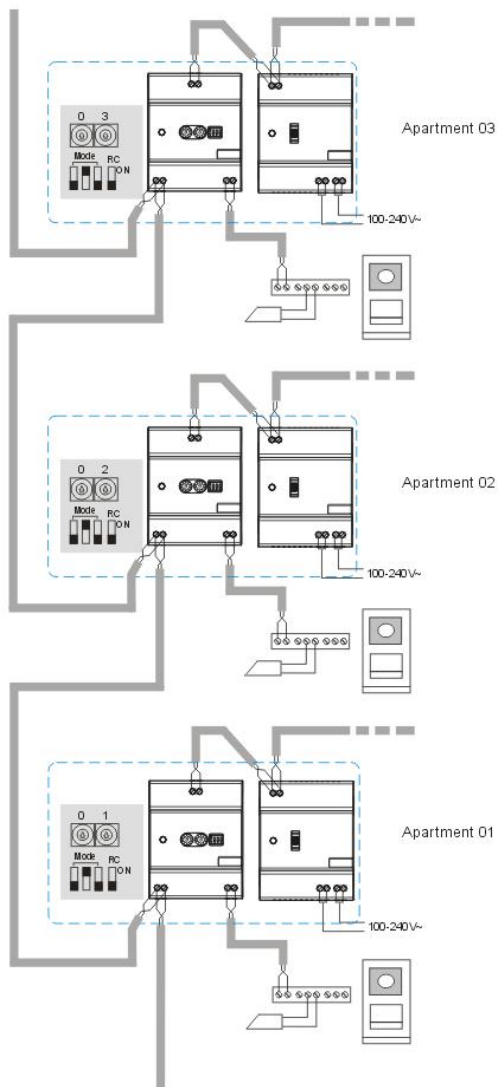 0 3
Mode RC
ON
Apartment 03
100-240V~
0 2
Mode RC
ON
Apartment 02
100-240V~
0 1
Mode RC
ON
Apartment 01
100-240V~